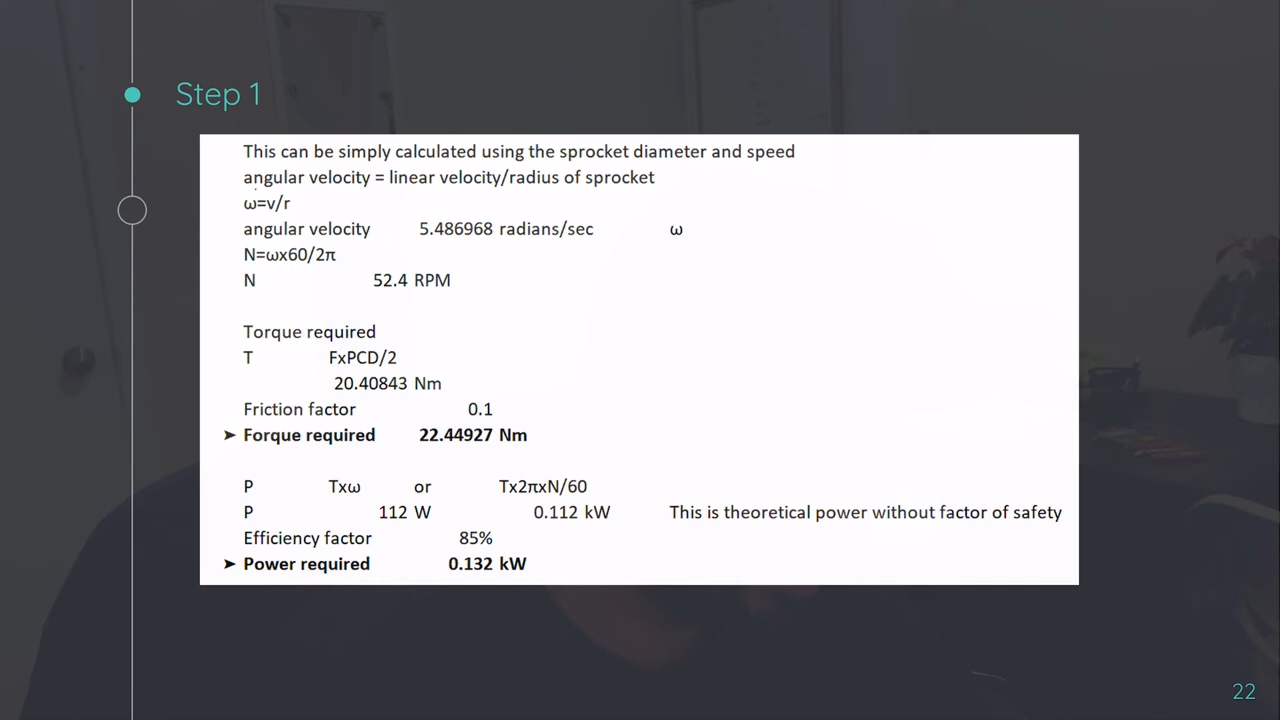 Step 1
This can be simply calculated using the sprocket diameter and speed
angular velocity = linear velocity/radius of sprocket
ω=v/r
angular velocity 5.486968 radians/sec ω
N=ωx60/2π
N 52.4 RPM
Torque required
T FxPCD/2
20.40843 Nm
Friction factor 0.1
➤ Forque required 22.44927 Nm
P Txω or Tx2πxN/60
P 112 W 0.112 kW This is theoretical power without factor of safety
Efficiency factor 85%
➤ Power required 0.132 kW
22